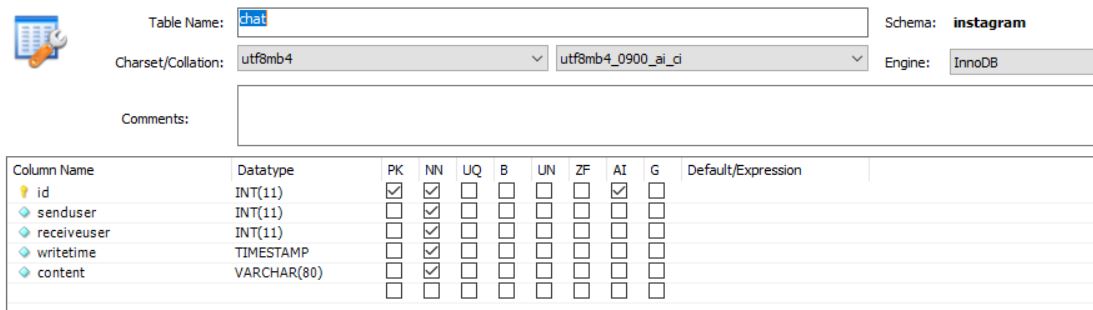 Table Name: chat Schema: instagram
Charset/Collation: utf8mb4 utf8mb4_0900_ai_ci Engine: InnoDB
Comments:
Column Name Datatype PK NN UQ B UN ZF AI G Default/Expression
id INT(11)
senduser INT(11)
receiveuser INT(11)
writetime TIMESTAMP
content VARCHAR(80)